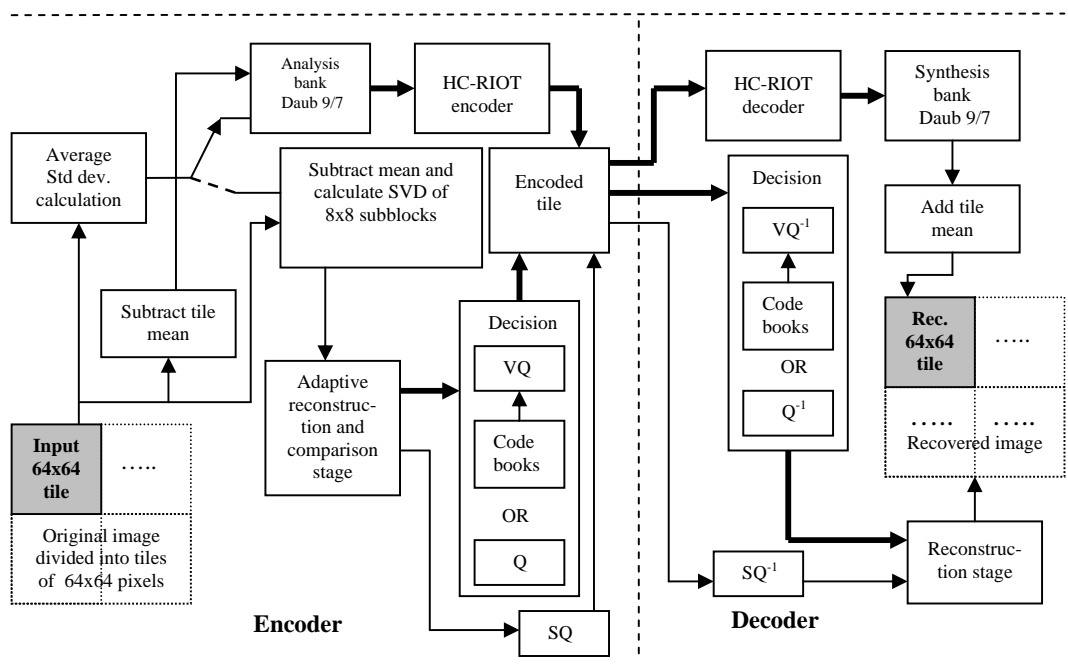 Analysis
bank
Daub 9/7
HC-RIOT
encoder
Average
Std dev.
calculation
Subtract mean and
calculate SVD of
8x8 subblocks
Encoded
tile
Subtract tile
mean
Adaptive
reconstruc-
tion and
comparison
stage
Decision
VQ
Code
books
OR
Q
Input
64x64
tile
…..
Original image
divided into tiles
of 64x64 pixels
Encoder
SQ
HC-RIOT
decoder
Synthesis
bank
Daub 9/7
Decision
VQ-1
Code
books
OR
Q-1
Add tile
mean
Rec.
64x64
tile
…..
….. …..
Recovered image
SQ-1
Reconstruc-
tion stage
Decoder